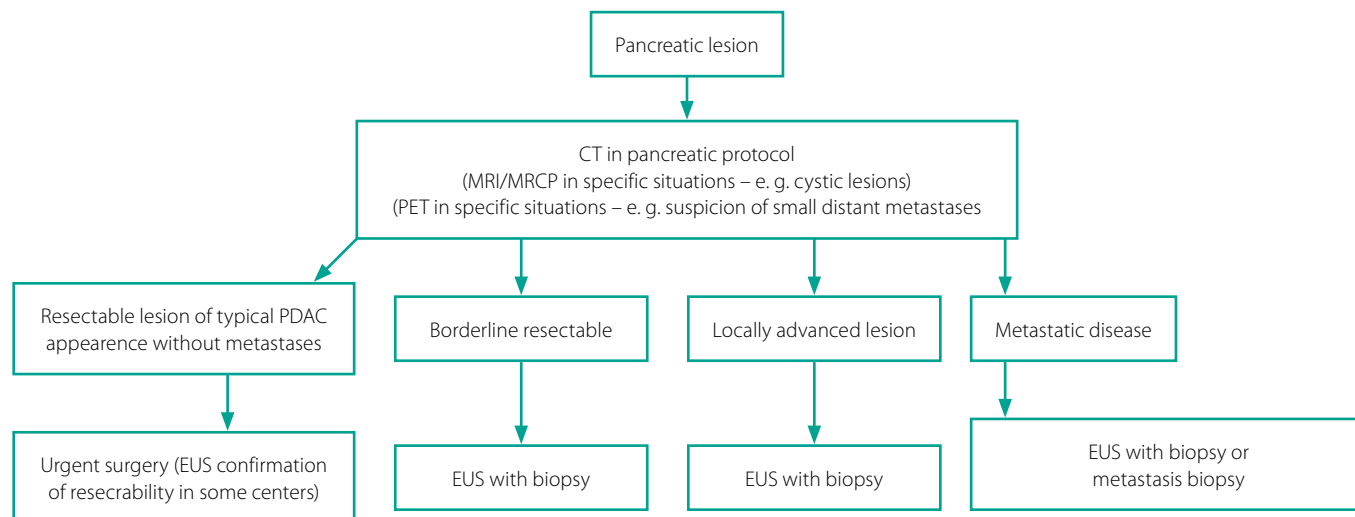 Pancreatic lesion
CT in pancreatic protocol
(MRI/MRCP in specific situations – e. g. cystic lesions)
(PET in specific situations – e. g. suspicion of small distant metastases
Resectable lesion of typical PDAC
appearence without metastases
Borderline resectable
Locally advanced lesion
Metastatic disease
Urgent surgery (EUS confirmation
of resecrability in some centers)
EUS with biopsy
EUS with biopsy
EUS with biopsy or
metastasis biopsy